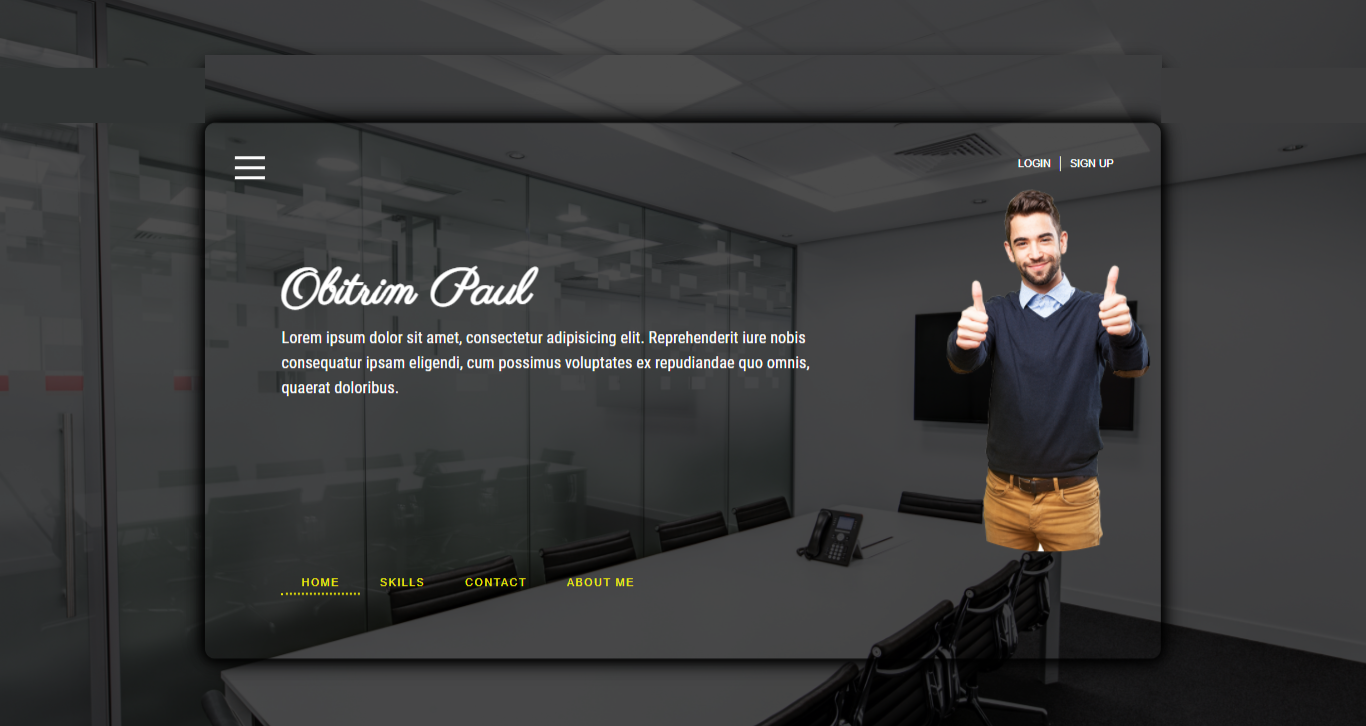 LOGIN | SIGN UP
Obitrim Paul
Lorem ipsum dolor sit amet, consectetur adipisicing elit. Reprehenderit iure nobis
consequatur ipsam eligendi, cum possimus voluptates ex repudiandae quo omnis,
quaerat doloribus.
HOME SKILLS CONTACT ABOUT ME